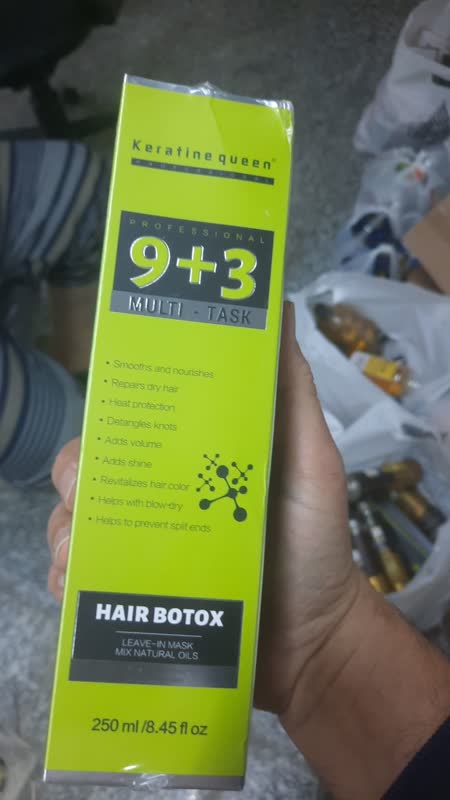 Keratine queen®
PROFESSIONAL
PROFESSIONAL
9+3
MULTI - TASK
• Smooths and nourishes
• Repairs dry hair
• Heat protection
• Detangles knots
• Adds volume
• Adds shine
• Revitalizes hair color
• Helps with blow-dry
• Helps to prevent split ends
HAIR BOTOX
LEAVE-IN MASK
MIX NATURAL OILS
250 ml /8.45 fl oz